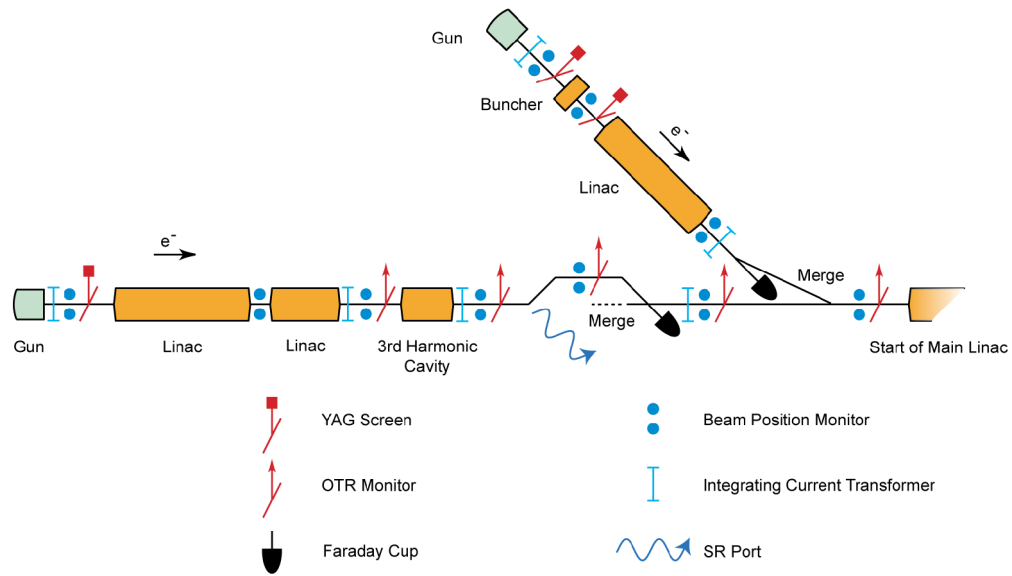 Gun
Buncher
e-
Linac
e-
Merge
Merge
Gun
Linac
Linac
3rd Harmonic
Cavity
Start of Main Linac
YAG Screen
Beam Position Monitor
OTR Monitor
Integrating Current Transformer
Faraday Cup
SR Port